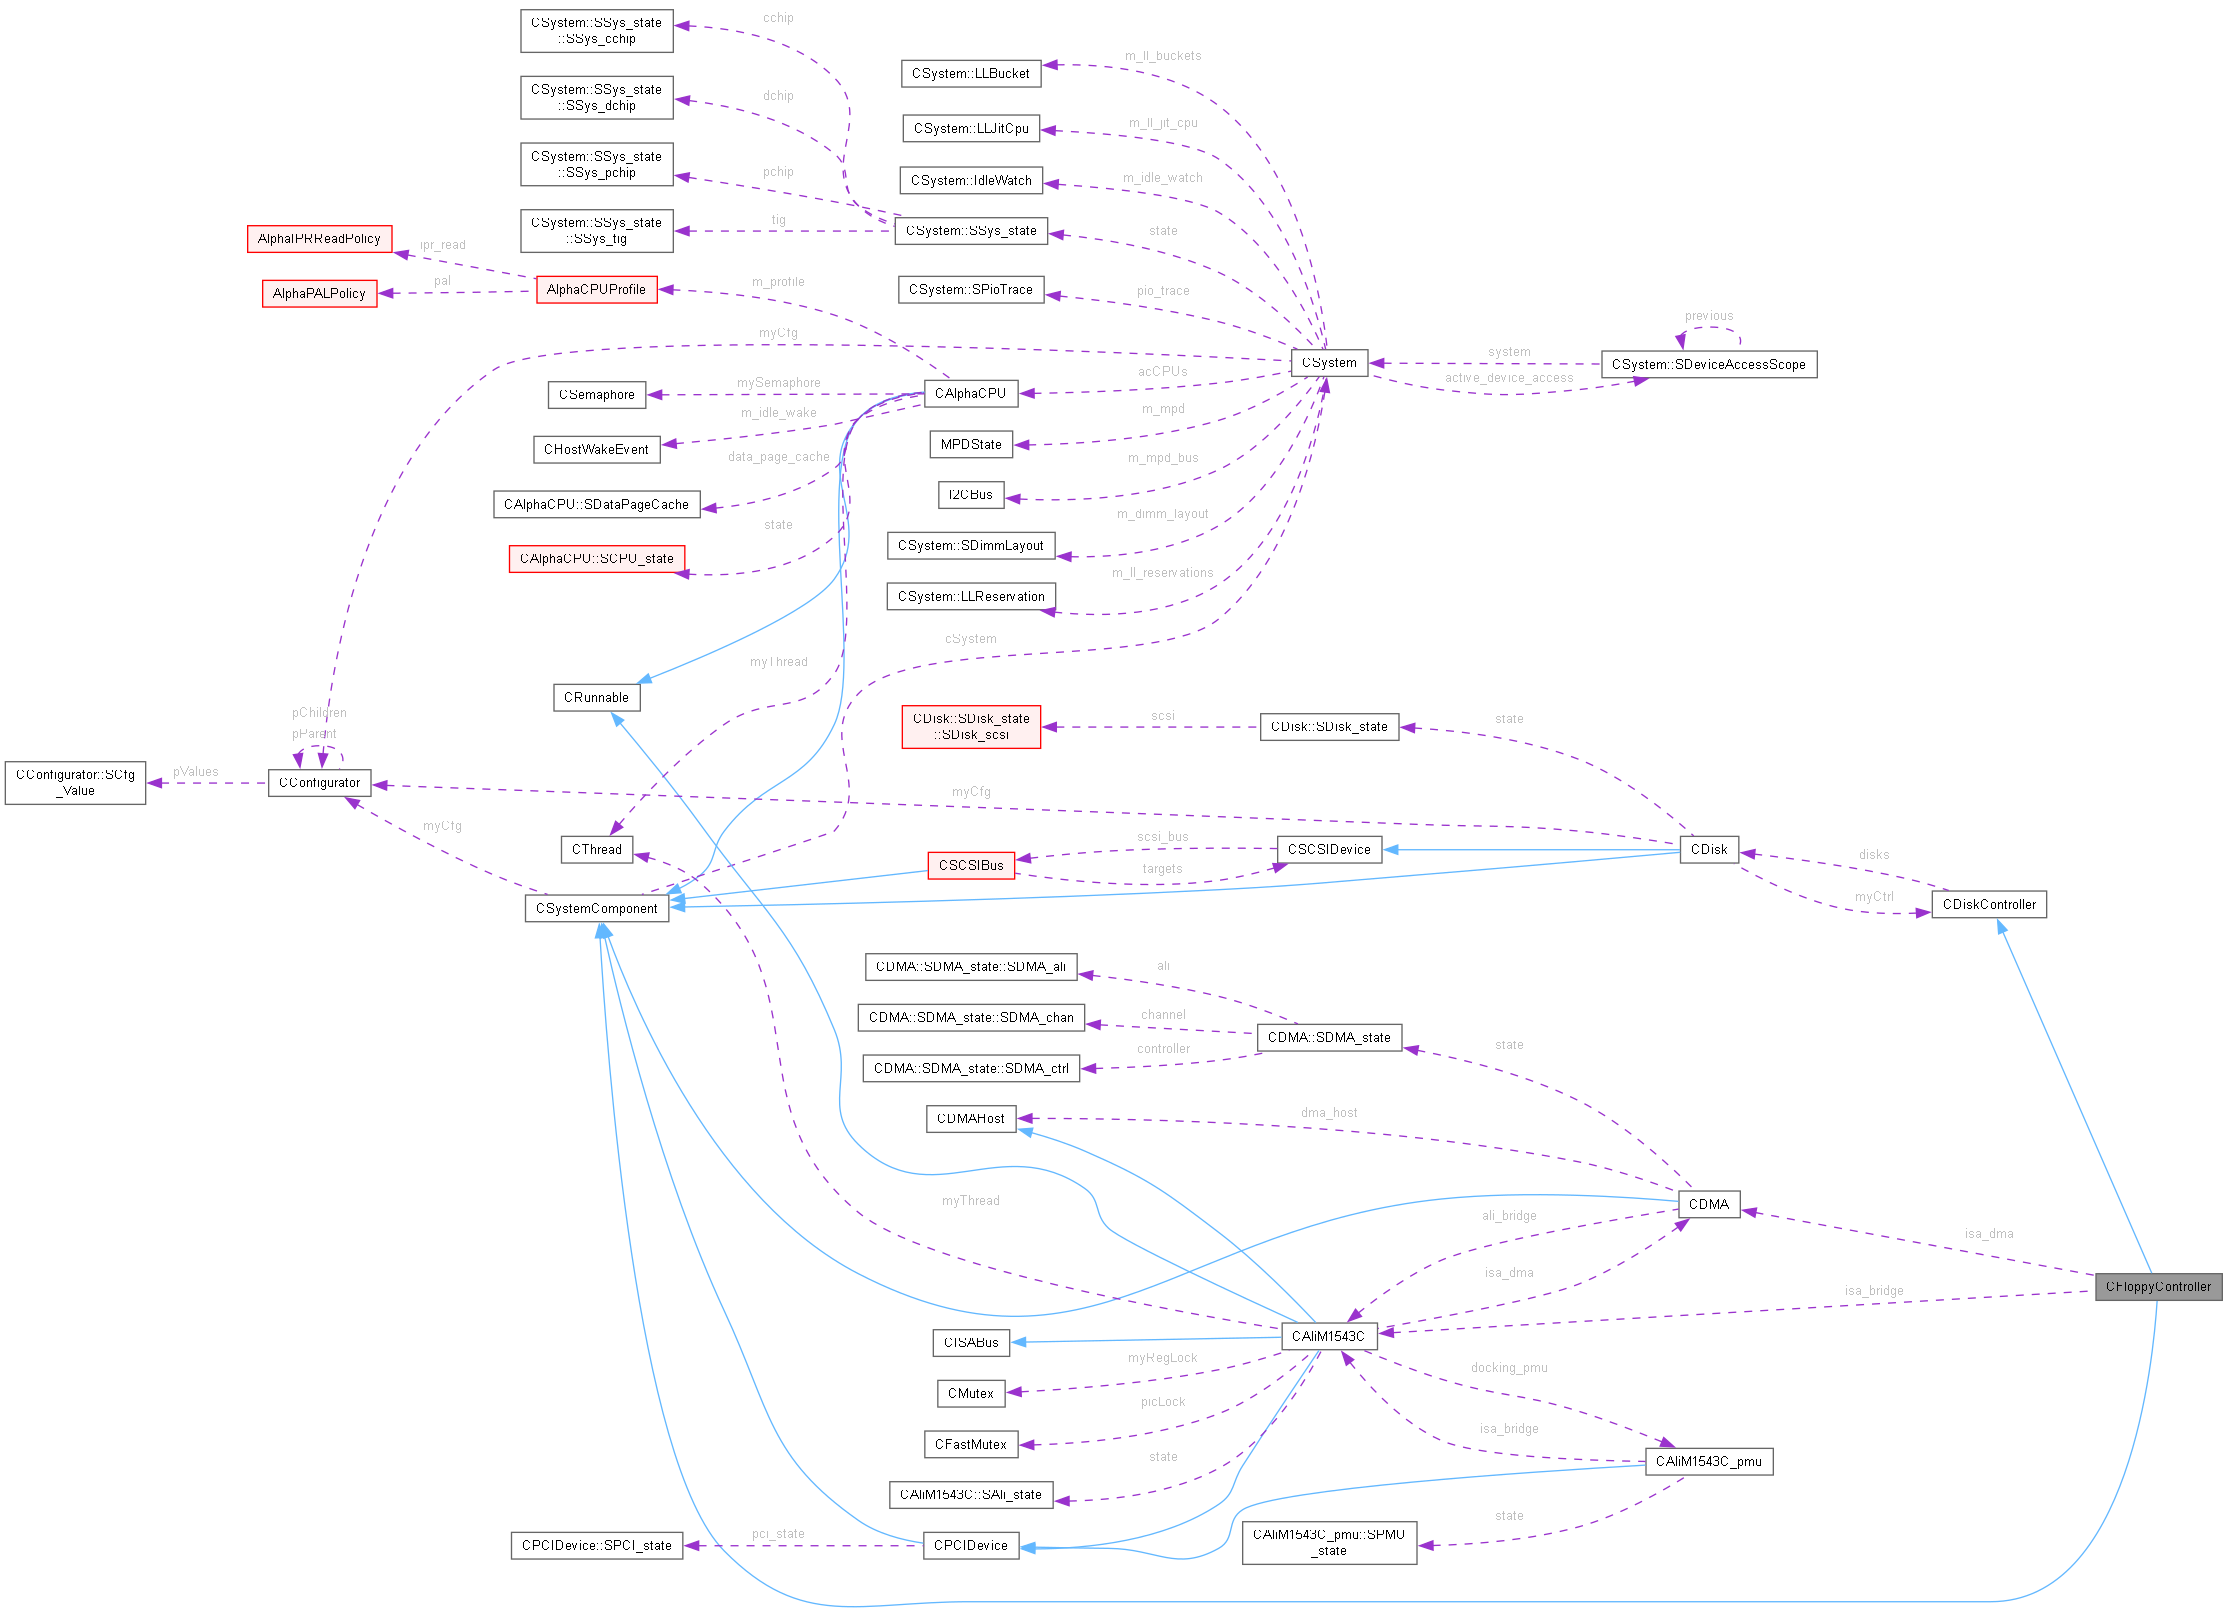 CSystem::SSys_state
::SSys_cchip
cchip
CSystem::LLBucket
m_ll_buckets
CSystem::SSys_state
::SSys_dchip
dchip
CSystem::LLJitCpu
m_ll_jit_cpu
CSystem::SSys_state
::SSys_pchip
pchip
CSystem::IdleWatch
m_idle_watch
CSystem::SSys_state
::SSys_tig
tig
CSystem::SSys_state
state
AlphaIPRReadPolicy
ipr_read
AlphaPALPolicy
pal
AlphaCPUProfile
m_profile
CSystem::SPioTrace
pio_trace
previous
myCfg
CSystem
system
CSystem::SDeviceAccessScope
active_device_access
acCPUs
CSemaphore
mySemaphore
CAlphaCPU
m_idle_wake
m_mpd
CHostWakeEvent
MPDState
data_page_cache
m_mpd_bus
I2CBus
CAlphaCPU::SDataPageCache
state
m_dimm_layout
CSystem::SDimmLayout
CAlphaCPU::SCPU_state
m_ll_reservations
CSystem::LLReservation
cSystem
myThread
CRunnable
pChildren
pParent
CDisk::SDisk_state
::SDisk_scsi
scsi
CDisk::SDisk_state
state
CConfigurator::SCfg
_Value
pValues
CConfigurator
myCfg
myCfg
CThread
scsi_bus
CSCSIBus
targets
CSCSIDevice
CDisk
disks
myCtrl
CDiskController
CSystemComponent
CDMA::SDMA_state::SDMA_ali
ali
CDMA::SDMA_state::SDMA_chan
channel
CDMA::SDMA_state
controller
CDMA::SDMA_state::SDMA_ctrl
state
CDMAHost
dma_host
myThread
CDMA
ali_bridge
isa_dma
isa_dma
CFloppyController
isa_bridge
CISABus
CAliM1543C
myRegLock
docking_pmu
CMutex
picLock
isa_bridge
CFastMutex
state
CAliM1543C_pmu
CAliM1543C::SAli_state
state
CPCIDevice::SPCI_state
pci_state
CPCIDevice
CAliM1543C_pmu::SPMU
_state